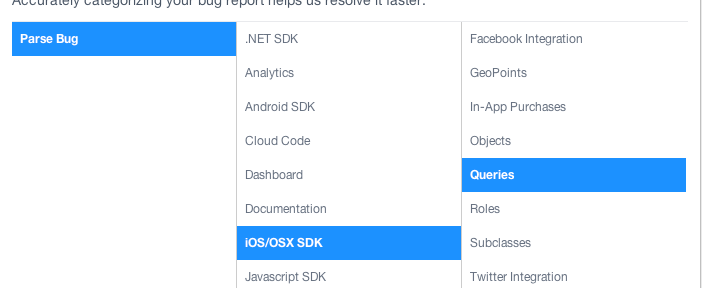 Accurately categorizing your bug report helps us resolve it faster.
Parse Bug
.NET SDK
Analytics
Android SDK
Cloud Code
Dashboard
Documentation
iOS/OSX SDK
Javascript SDK
Facebook Integration
GeoPoints
In-App Purchases
Objects
Queries
Roles
Subclasses
Twitter Integration